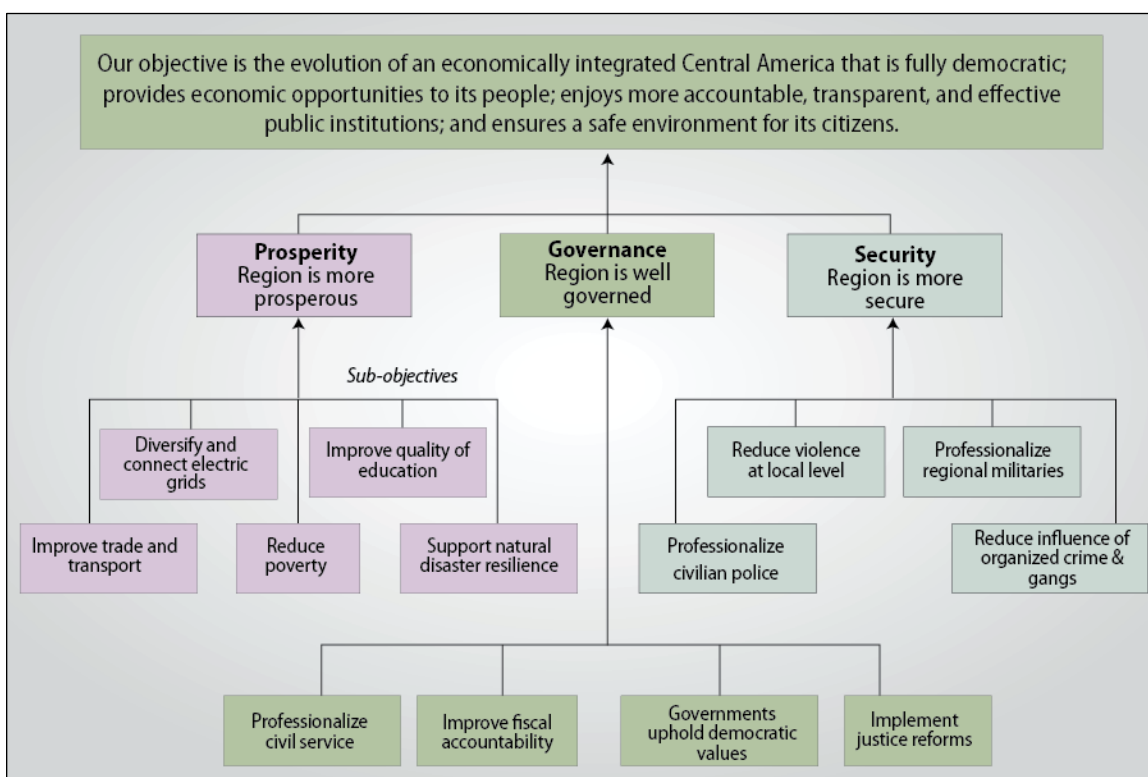 Our objective is the evolution of an economically integrated Central America that is fully democratic;
provides economic opportunities to its people; enjoys more accountable, transparent, and effective
public institutions; and ensures a safe environment for its citizens.
Prosperity
Region is more
prosperous
Governance
Region is well
governed
Security
Region is more
secure
Sub-objectives
Diversify and
connect electric
grids
Improve quality of
education
Improve trade and
transport
Reduce
poverty
Support natural
disaster resilience
Reduce violence
at local level
Professionalize
regional militaries
Professionalize
civilian police
Reduce influence of
organized crime &
gangs
Professionalize
civil service
Improve fiscal
accountability
Governments
uphold democratic
values
Implement
justice reforms